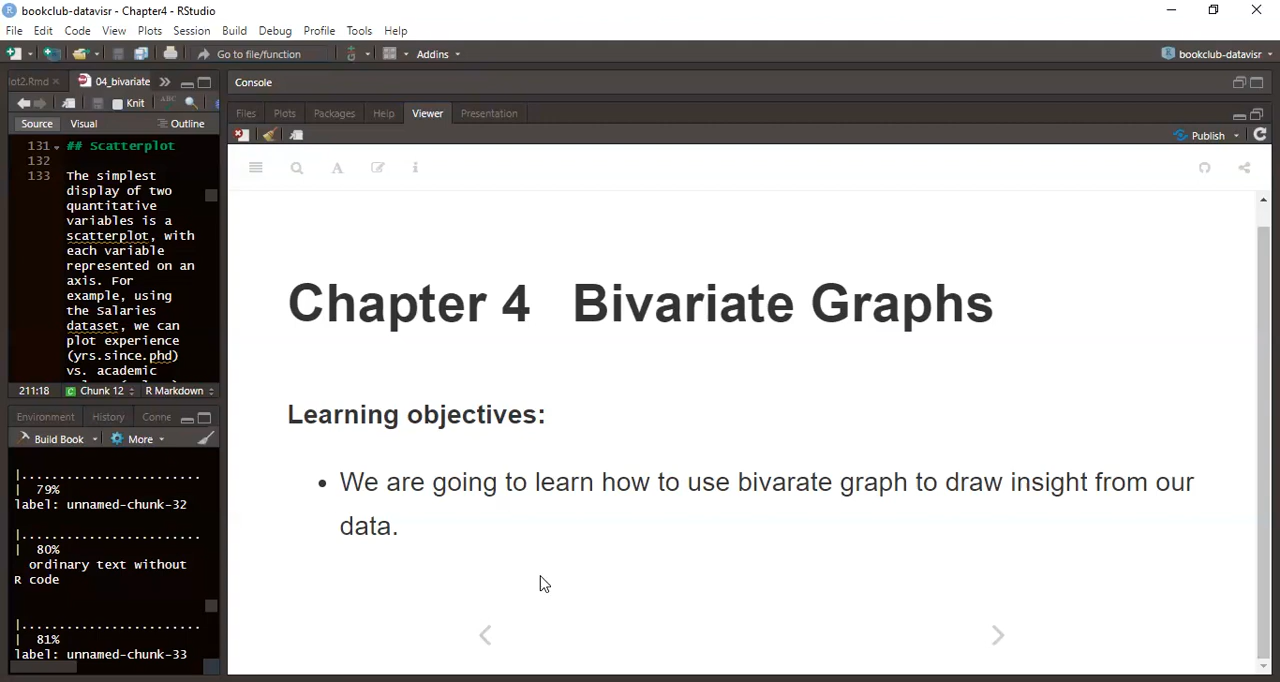 bookclub-datavisr - Chapter4 - RStudio
File Edit Code View Plots Session Build Debug Profile Tools Help
Go to file/function Addins bookclub-datavisr
lot2.Rmd 04_bivariate
Knit ABC
Source Visual Outline
131 ## Scatterplot
132
133 The simplest
display of two
quantitative
variables is a
scatterplot, with
each variable
represented on an
axis. For
example, using
the Salaries
dataset, we can
plot experience
(yrs.since.phd)
vs. academic
211:18 Chunk 12 R Markdown
Environment History Conne
Build Book More
|........................
| 79%
label: unnamed-chunk-32
|........................
| 80%
ordinary text without
R code
|........................
| 81%
label: unnamed-chunk-33
Console
Files Plots Packages Help Viewer Presentation
Publish
A i
Chapter 4 Bivariate Graphs
Learning objectives:
• We are going to learn how to use bivarate graph to draw insight from our
data.